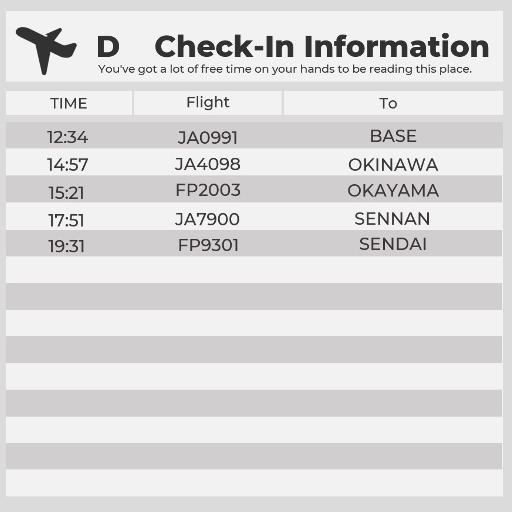 D Check-In Information
You've got a lot of free time on your hands to be reading this place.
TIME Flight To
12:34 JA0991 BASE
14:57 JA4098 OKINAWA
15:21 FP2003 OKAYAMA
17:51 JA7900 SENNAN
19:31 FP9301 SENDAI